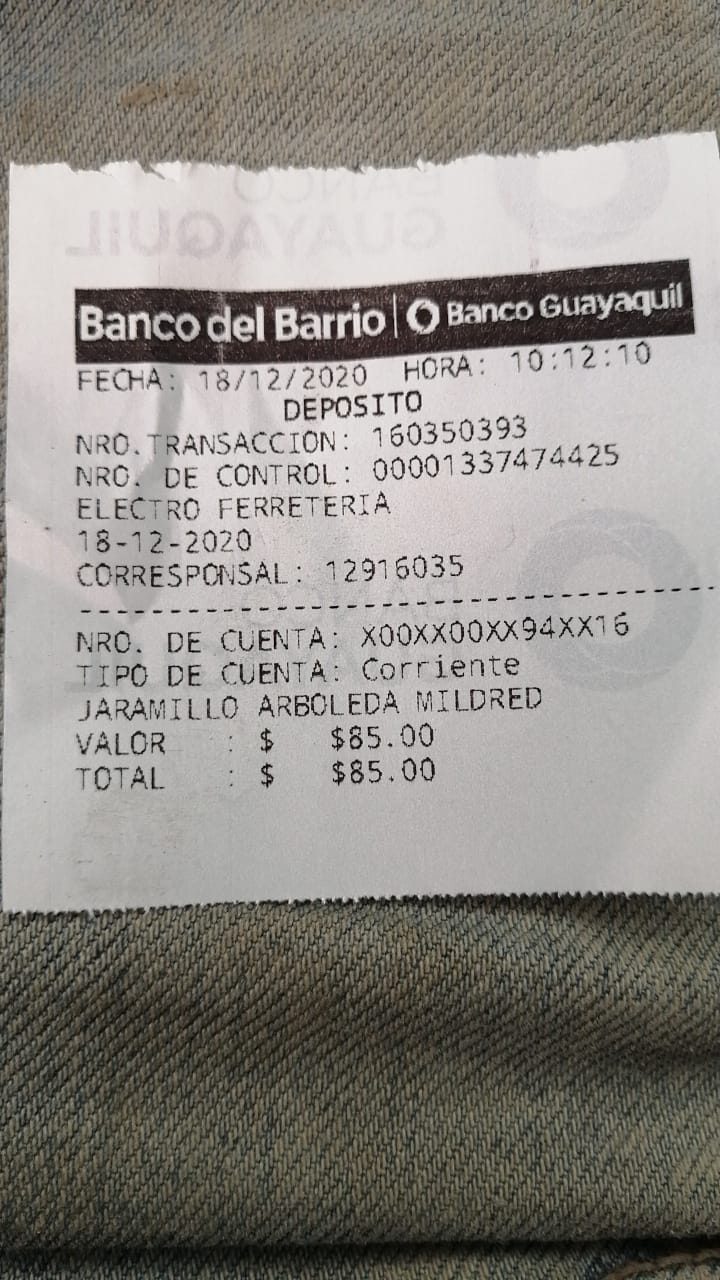 BANCO
GUAYAQUIL
Banco del Barrio | Banco Guayaquil
FECHA: 18/12/2020 HORA: 10:12:10
DEPOSITO
NRO.TRANSACCION: 160350393
NRO. DE CONTROL: 00001337474425
ELECTRO FERRETERIA
18-12-2020
CORRESPONSAL: 12916035
NRO. DE CUENTA: X00XX00XX94XX16
TIPO DE CUENTA: Corriente
JARAMILLO ARBOLEDA MILDRED
VALOR : $ $85.00
TOTAL : $ $85.00